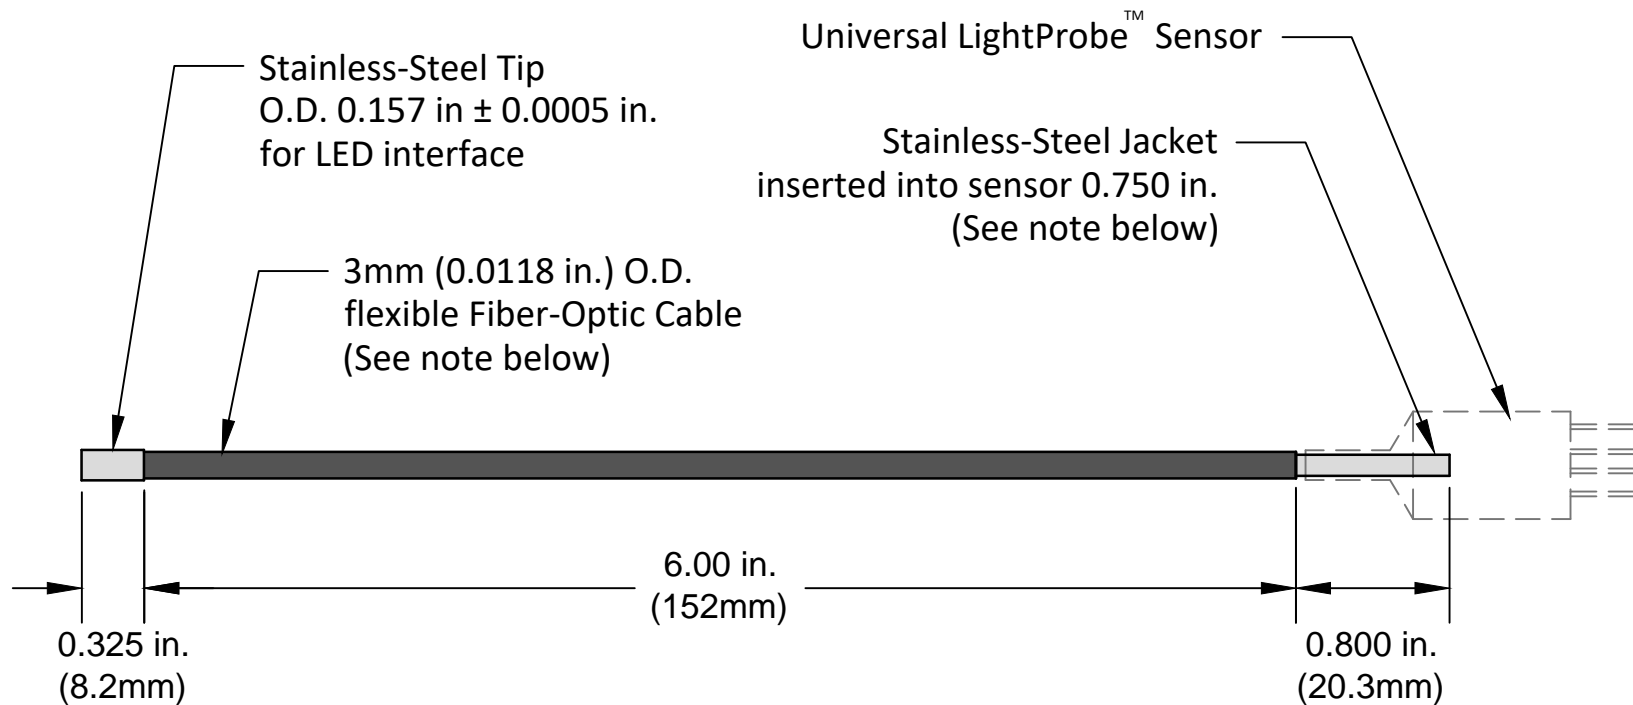 Universal LightProbe™ Sensor
Stainless-Steel Tip
O.D. 0.157 in ± 0.0005 in.
for LED interface
Stainless-Steel Jacket
inserted into sensor 0.750 in.
(See note below)
3mm (0.0118 in.) O.D.
flexible Fiber-Optic Cable
(See note below)
6.00 in.
(152mm)
0.325 in.
(8.2mm)
0.800 in.
(20.3mm)